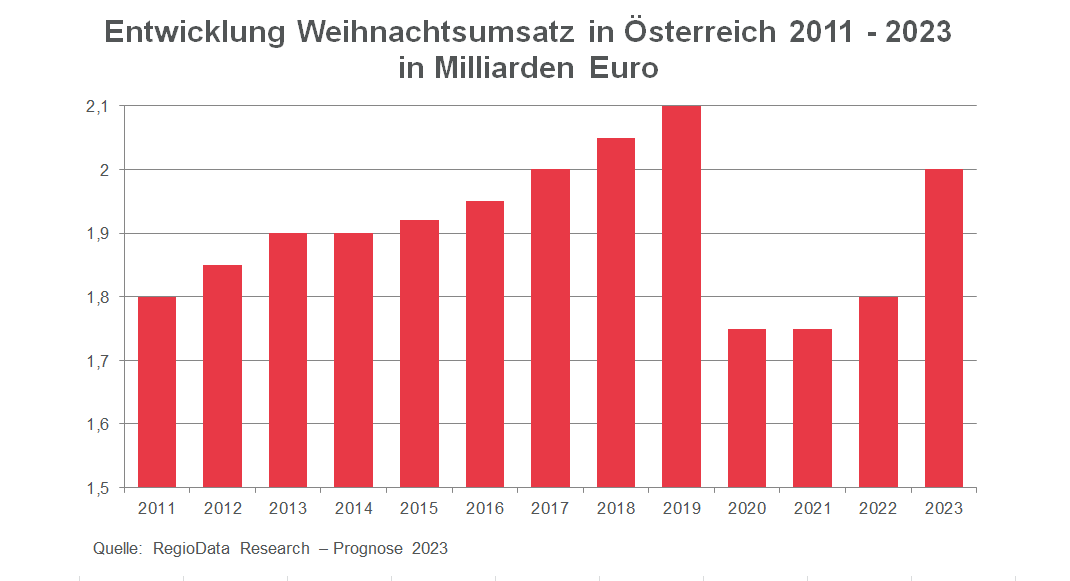 Entwicklung Weihnachtsumsatz in Österreich 2011 - 2023
in Milliarden Euro
2,1
2
1,9
1,8
1,7
1,6
1,5
2011 2012 2013 2014 2015 2016 2017 2018 2019 2020 2021 2022 2023
Quelle: RegioData Research – Prognose 2023